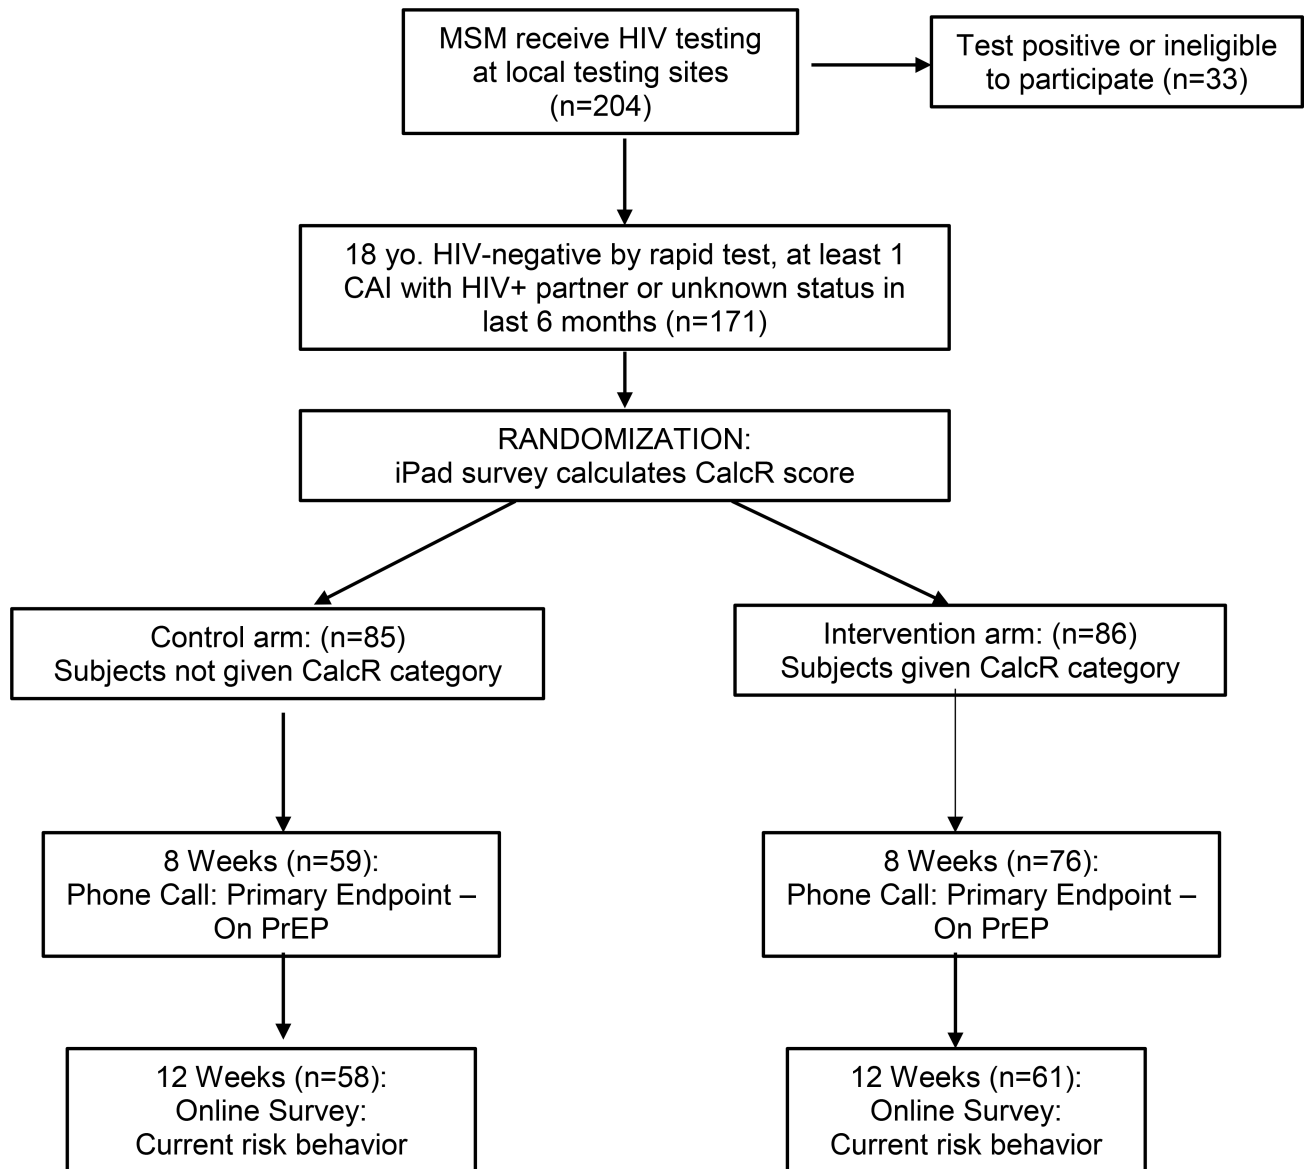 MSM receive HIV testing
at local testing sites
(n=204)
Test positive or ineligible
to participate (n=33)
18 yo. HIV-negative by rapid test, at least 1
CAI with HIV+ partner or unknown status in
last 6 months (n=171)
RANDOMIZATION:
iPad survey calculates CalcR score
Control arm: (n=85)
Subjects not given CalcR category
Intervention arm: (n=86)
Subjects given CalcR category
8 Weeks (n=59):
Phone Call: Primary Endpoint –
On PrEP
8 Weeks (n=76):
Phone Call: Primary Endpoint –
On PrEP
12 Weeks (n=58):
Online Survey:
Current risk behavior
12 Weeks (n=61):
Online Survey:
Current risk behavior